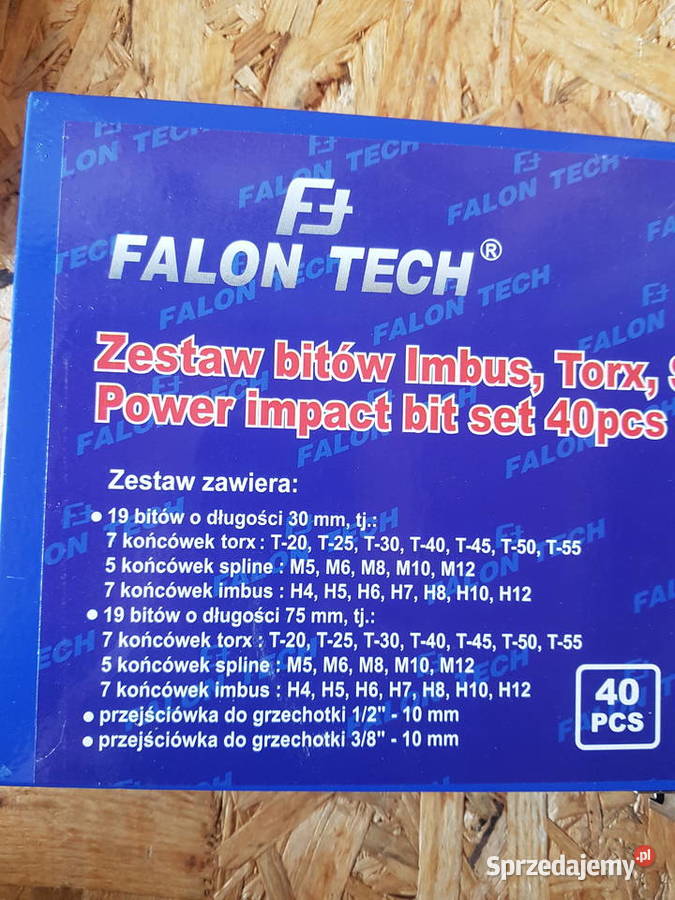 FALON TECH®
Zestaw bitów Imbus, Torx,
Power impact bit set 40pcs
Zestaw zawiera:
• 19 bitów o długości 30 mm, tj.:
7 końcówek torx : T-20, T-25, T-30, T-40, T-45, T-50, T-55
5 końcówek spline : M5, M6, M8, M10, M12
7 końcówek imbus : H4, H5, H6, H7, H8, H10, H12
• 19 bitów o długości 75 mm, tj.:
7 końcówek torx : T-20, T-25, T-30, T-40, T-45, T-50, T-55
5 końcówek spline : M5, M6, M8, M10, M12
7 końcówek imbus : H4, H5, H6, H7, H8, H10, H12
• przejściówka do grzechotki 1/2" - 10 mm
• przejściówka do grzechotki 3/8" - 10 mm
40
PCS
Sprzedajemy.pl